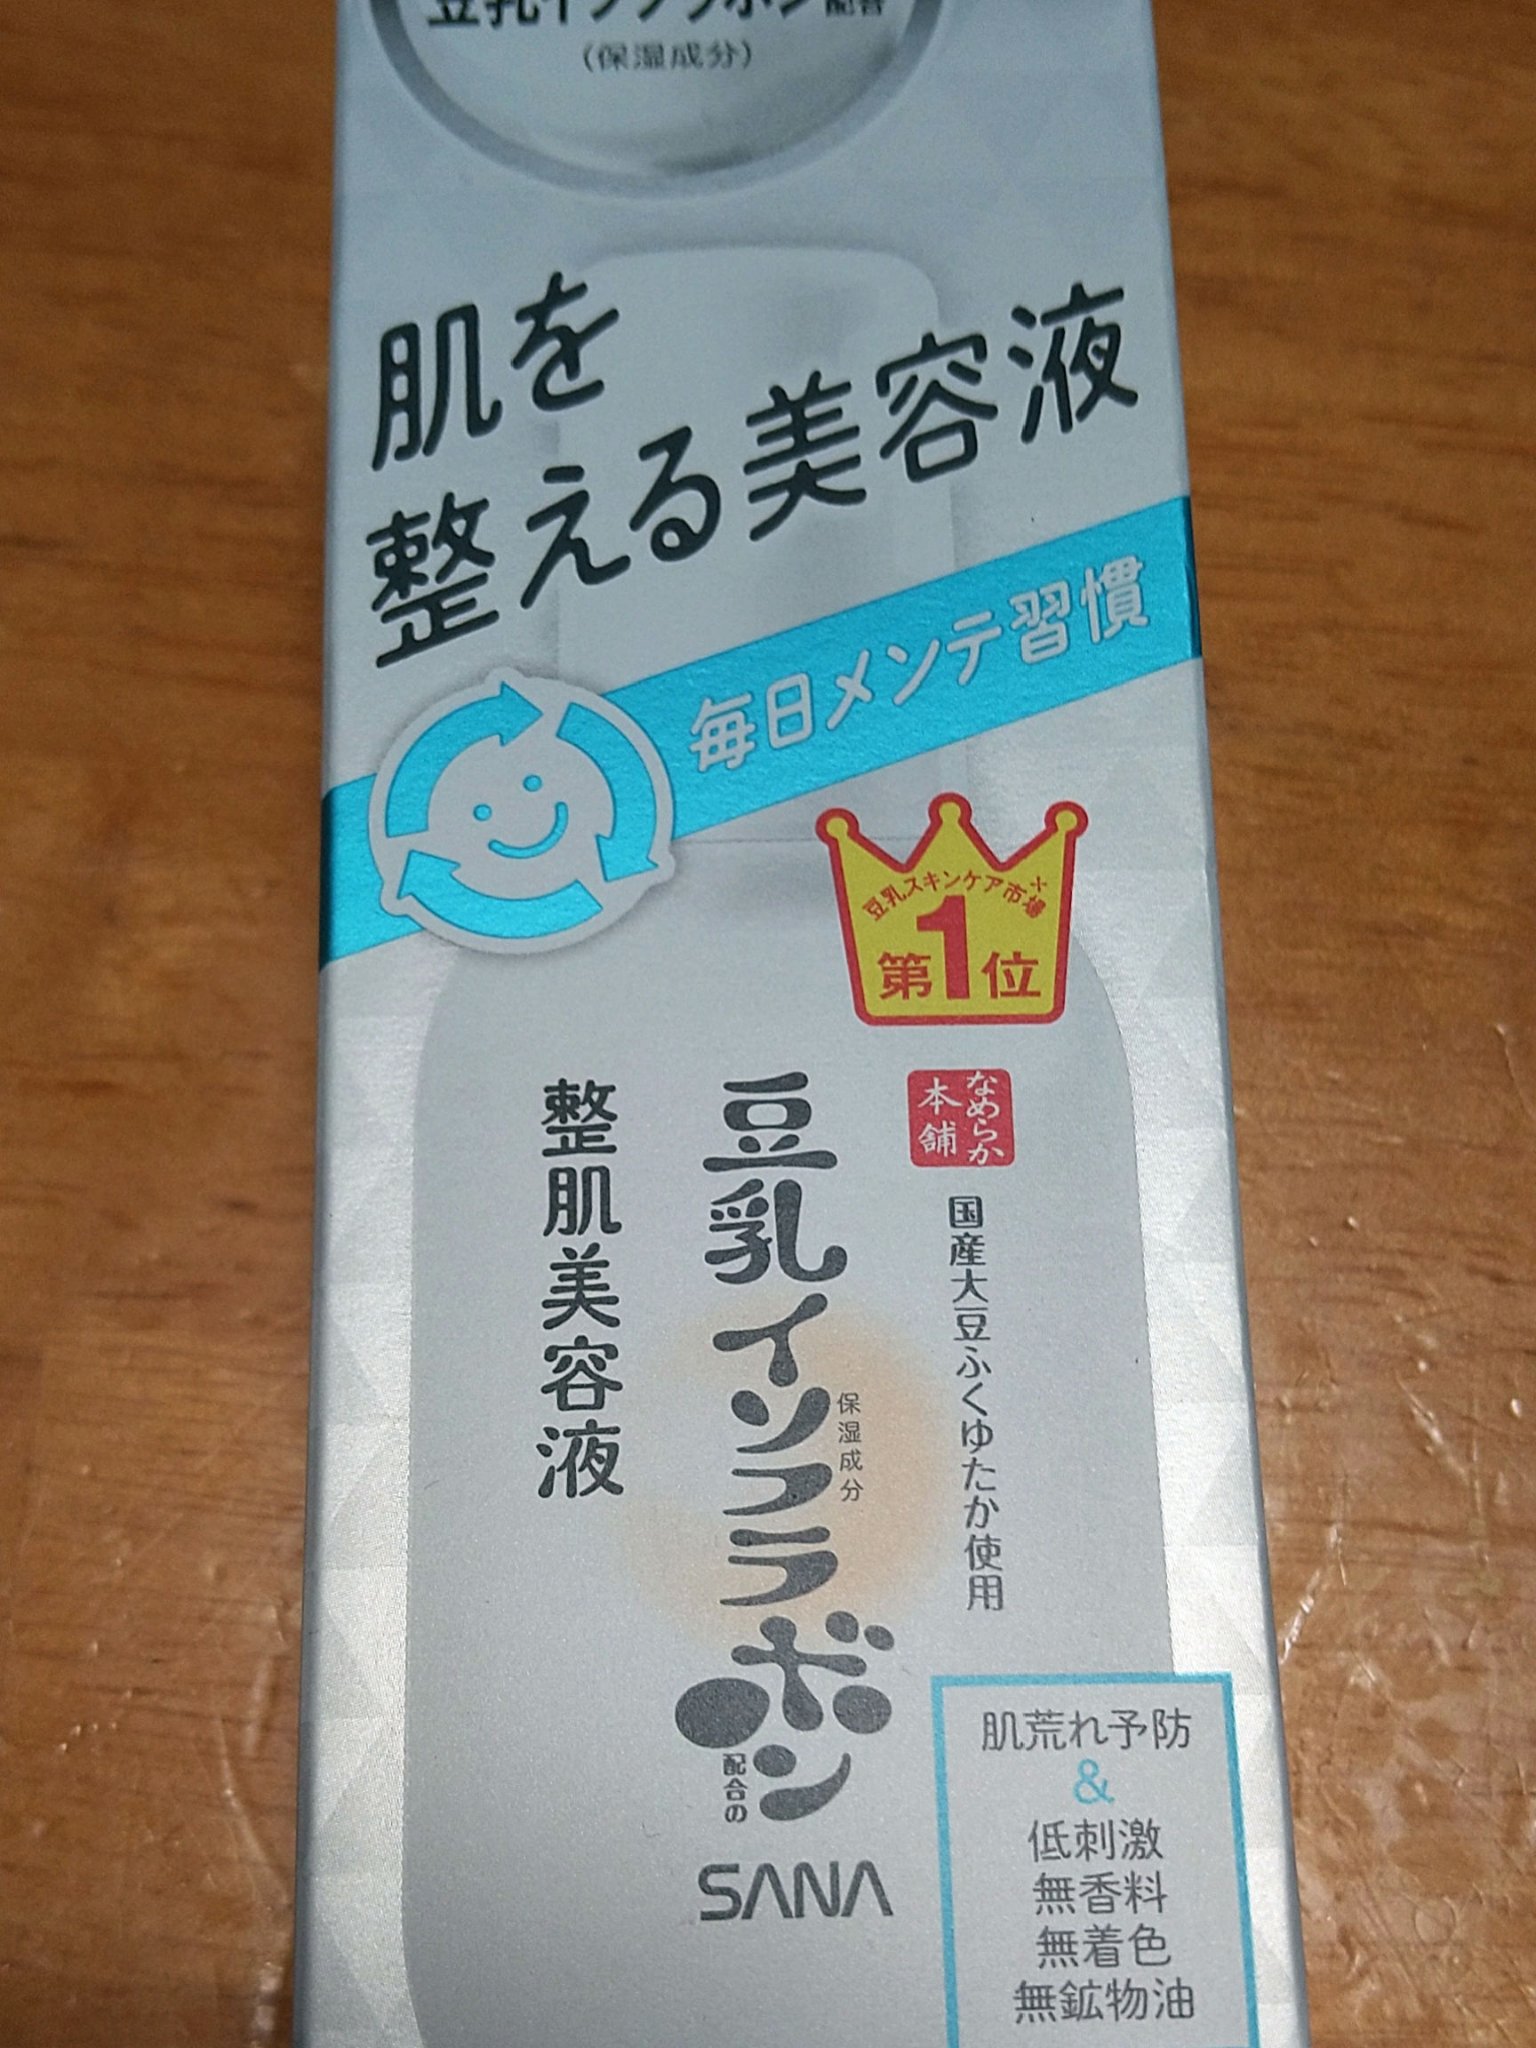 豆乳イソフラボン配合
(保湿成分)
肌を
整える美容液
毎日メンテ習慣
豆乳スキンケア市場※
第1位
なめらか
本舗
国産大豆ふくゆたか使用
豆乳イソフラボン
保湿成分
配合の
整肌美容液
SANA
肌荒れ予防
&
低刺激
無香料
無着色
無鉱物油